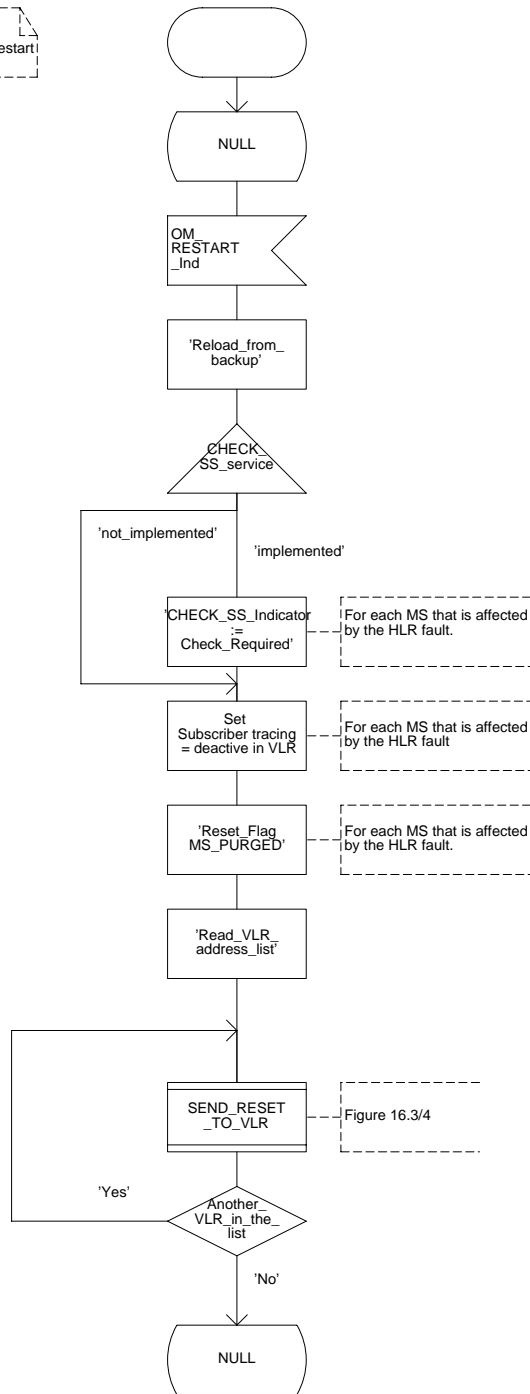 estart
NULL
OM_
RESTART
_Ind
'Reload_from_
backup'
CHECK_
SS_service
'not_implemented'
'implemented'
'CHECK_SS_Indicator
:=
Check_Required'
For each MS that is affected
by the HLR fault.
Set
Subscriber tracing
= deactive in VLR
For each MS that is affected
by the HLR fault
'Reset_Flag
MS_PURGED'
For each MS that is affected
by the HLR fault.
'Read_VLR_
address_list'
SEND_RESET
_TO_VLR
Figure 16.3/4
'Yes'
Another_
VLR_in_the_
list
'No'
NULL